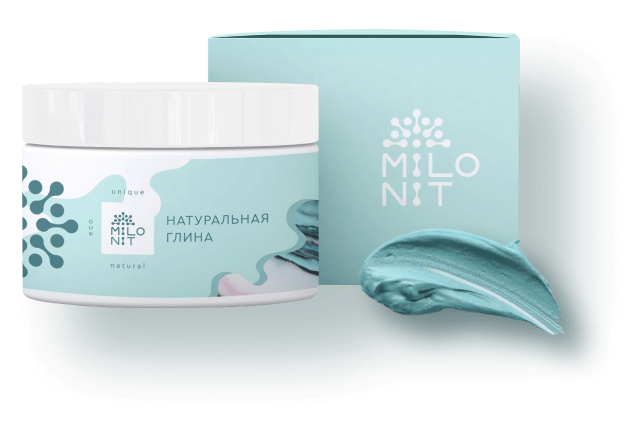 MILO
NIT
unique
eco
MILO
NIT
natural
НАТУРАЛЬНАЯ
ГЛИНА